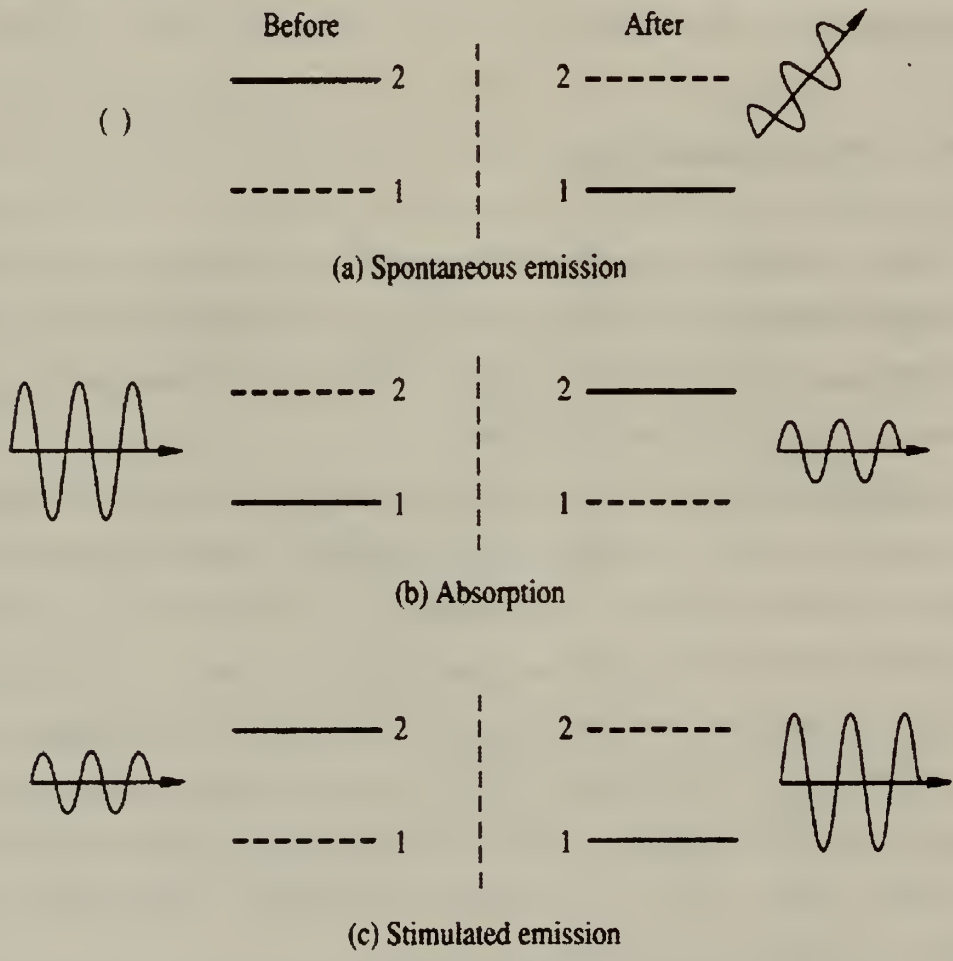 Before After
2 2
( )
1 1
(a) Spontaneous emission
2 2
1 1
(b) Absorption
2 2
1 1
(c) Stimulated emission